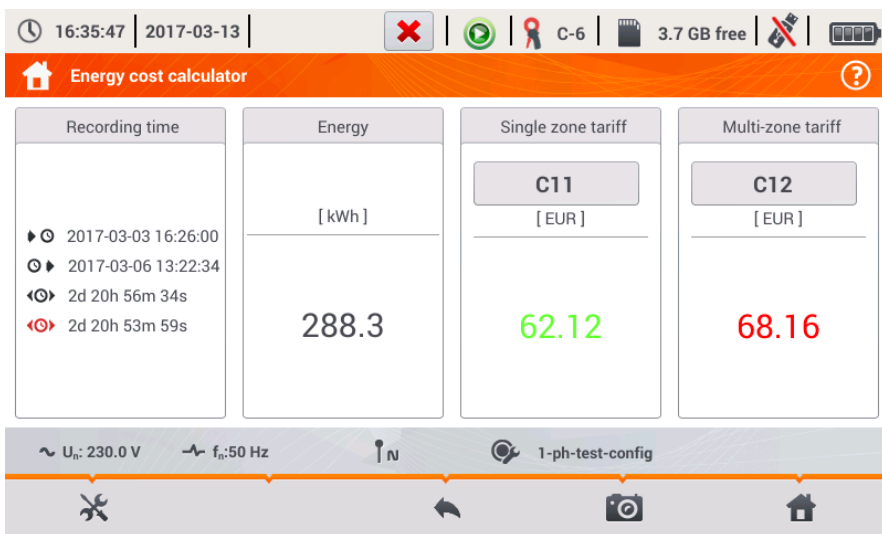 16:35:47 2017-03-13 C-6 3.7 GB free
Energy cost calculator ?
Recording time
2017-03-03 16:26:00
2017-03-06 13:22:34
2d 20h 56m 34s
2d 20h 53m 59s
Energy
[ kWh ]
288.3
Single zone tariff
C11
[ EUR ]
62.12
Multi-zone tariff
C12
[ EUR ]
68.16
Uₙ: 230.0 V fₙ:50 Hz N 1-ph-test-config